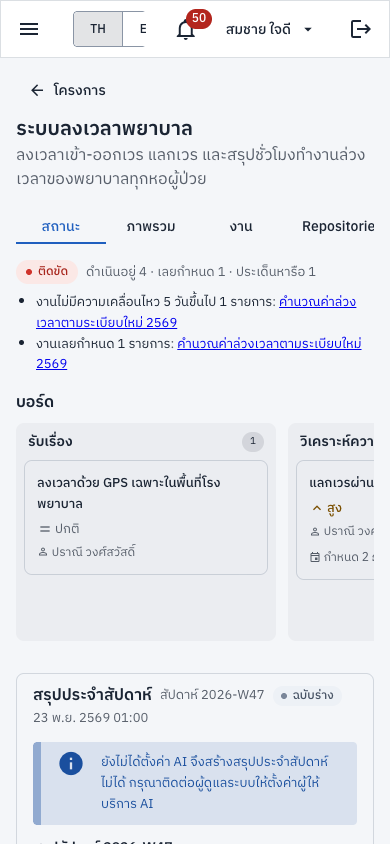 TH
E
50
สมชาย ใจดี
โครงการ
ระบบลงเวลาพยาบาล
ลงเวลาเข้า-ออกเวร แลกเวร และสรุปชั่วโมงทำงานล่วง
เวลาของพยาบาลทุกหอผู้ป่วย
สถานะ
ภาพรวม
งาน
Repositorie
ติดขัด
ดำเนินอยู่ 4 · เลยกำหนด 1 · ประเด็นหารือ 1
งานไม่มีความเคลื่อนไหว 5 วันขึ้นไป 1 รายการ: คำนวณค่าล่วง
เวลาตามระเบียบใหม่ 2569
งานเลยกำหนด 1 รายการ: คำนวณค่าล่วงเวลาตามระเบียบใหม่
2569
บอร์ด
รับเรื่อง
1
ลงเวลาด้วย GPS เฉพาะในพื้นที่โรง
พยาบาล
ปกติ
ปราณี วงศ์สวัสดิ์
วิเคราะห์ควา
แลกเวรผ่าน
สูง
ปราณี วงศ
กำหนด 2
สรุปประจำสัปดาห์
สัปดาห์ 2026-W47
ฉบับร่าง
23 พ.ย. 2569 01:00
ยังไม่ได้ตั้งค่า AI จึงสร้างสรุปประจำสัปดาห์
ไม่ได้ กรุณาติดต่อผู้ดูแลระบบให้ตั้งค่าผู้ให้
บริการ AI